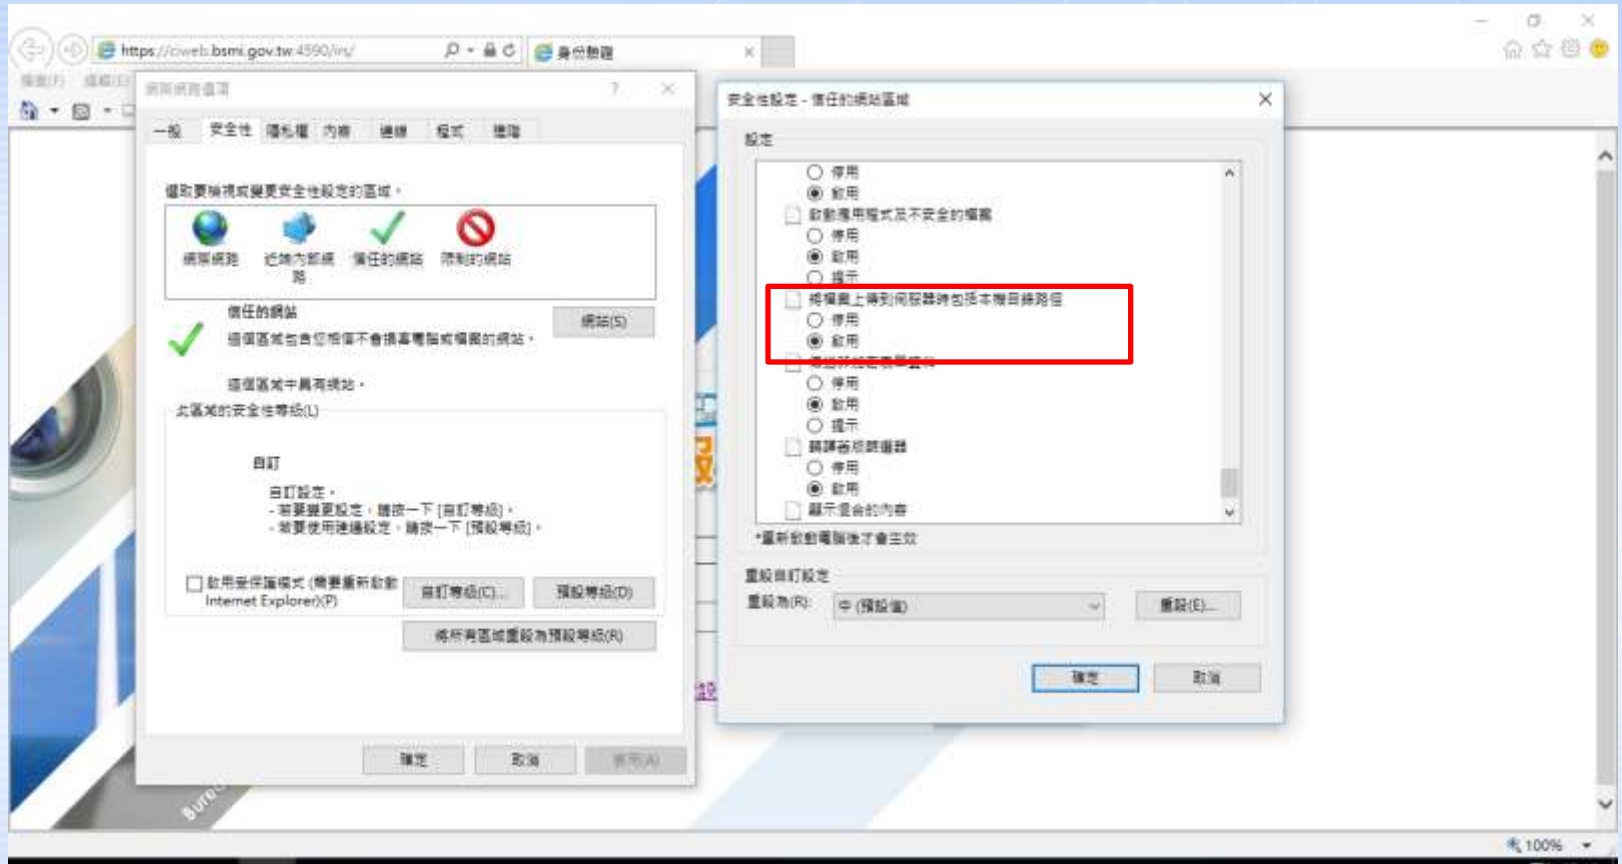 https://cweb.bsmi.gov.tw:4590/irs/
身份驗證
網際網路選項
一般 安全性 隱私權 內容 連線 程式 進階
選取要檢視或變更安全性設定的區域。
網際網路 近端內部網路 信任的網站 限制的網站
信任的網站
網站(S)
這個區域包含您相信不會損害電腦或檔案的網站。
這個區域中具有網站。
此區域的安全性等級(L)
自訂
自訂設定。
- 若要變更設定，請按一下 [自訂等級]。
- 若要使用建議設定，請按一下 [預設等級]。
啟用受保護模式 (需要重新啟動
Internet Explorer)(P)
自訂等級(C)... 預設等級(D)
將所有區域重設為預設等級(R)
確定 取消 套用(A)
安全性設定 - 信任的網站區域
設定
停用
啟用
啟動應用程式及不安全的檔案
停用
啟用
提示
將檔案上傳到伺服器時包括本機目錄路徑
停用
啟用
停用
啟用
提示
跨網站指令碼篩選器
停用
啟用
顯示混合的內容
*重新啟動電腦後才會生效
重設自訂設定
重設為(R): 中 (預設值) 重設(E)...
確定 取消
100%